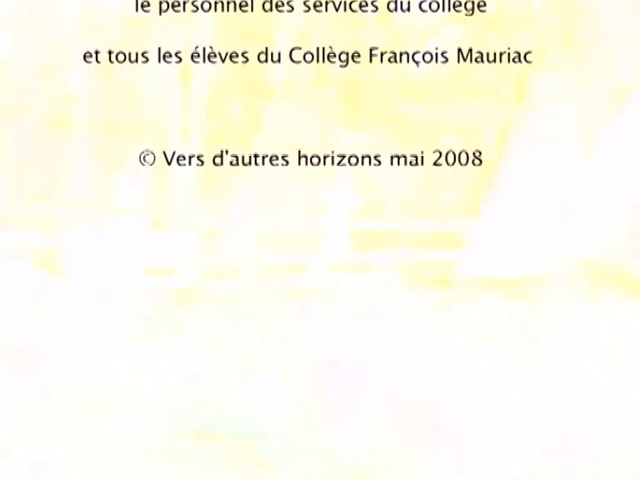 le personnel des services du collège
et tous les élèves du Collège François Mauriac
© Vers d'autres horizons mai 2008